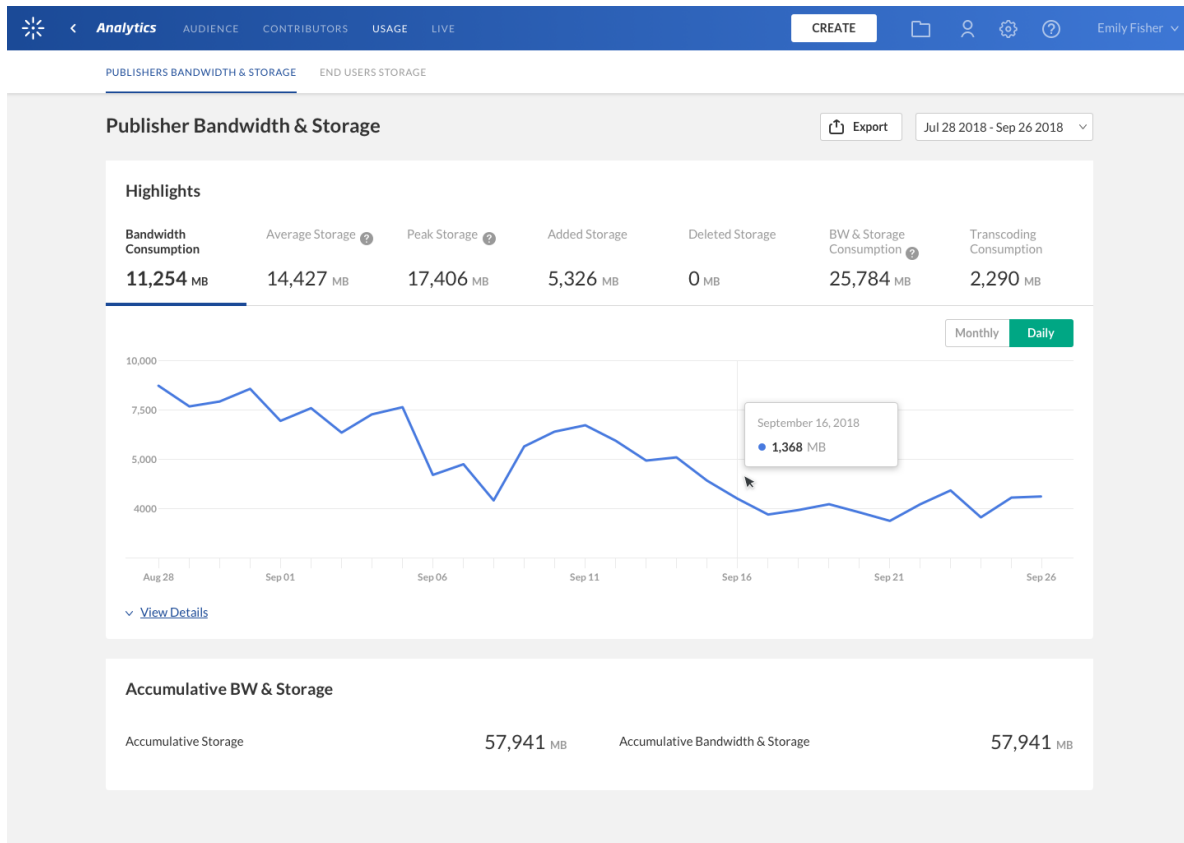 Analytics AUDIENCE CONTRIBUTORS USAGE LIVE CREATE Emily Fisher
PUBLISHERS BANDWIDTH & STORAGE END USERS STORAGE
Publisher Bandwidth & Storage
Export Jul 28 2018 - Sep 26 2018
Highlights
Bandwidth Consumption
11,254 MB
Average Storage ?
14,427 MB
Peak Storage ?
17,406 MB
Added Storage
5,326 MB
Deleted Storage
0 MB
BW & Storage Consumption ?
25,784 MB
Transcoding Consumption
2,290 MB
Monthly Daily
10,000
7,500
5,000
4000
September 16, 2018
1,368 MB
Aug 28 Sep 01 Sep 06 Sep 11 Sep 16 Sep 21 Sep 26
View Details
Accumulative BW & Storage
Accumulative Storage 57,941 MB Accumulative Bandwidth & Storage 57,941 MB